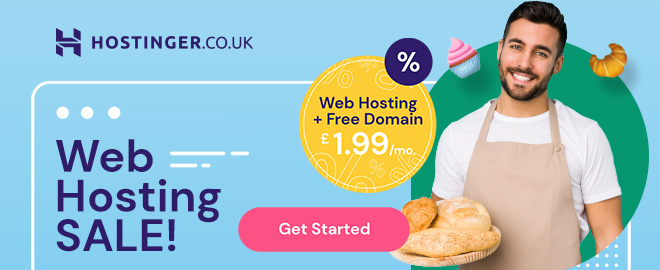 HOSTINGER.CO.UK
%
Web Hosting
+ Free Domain
£1.99/mo.
%
Web
Hosting
SALE!
Get Started